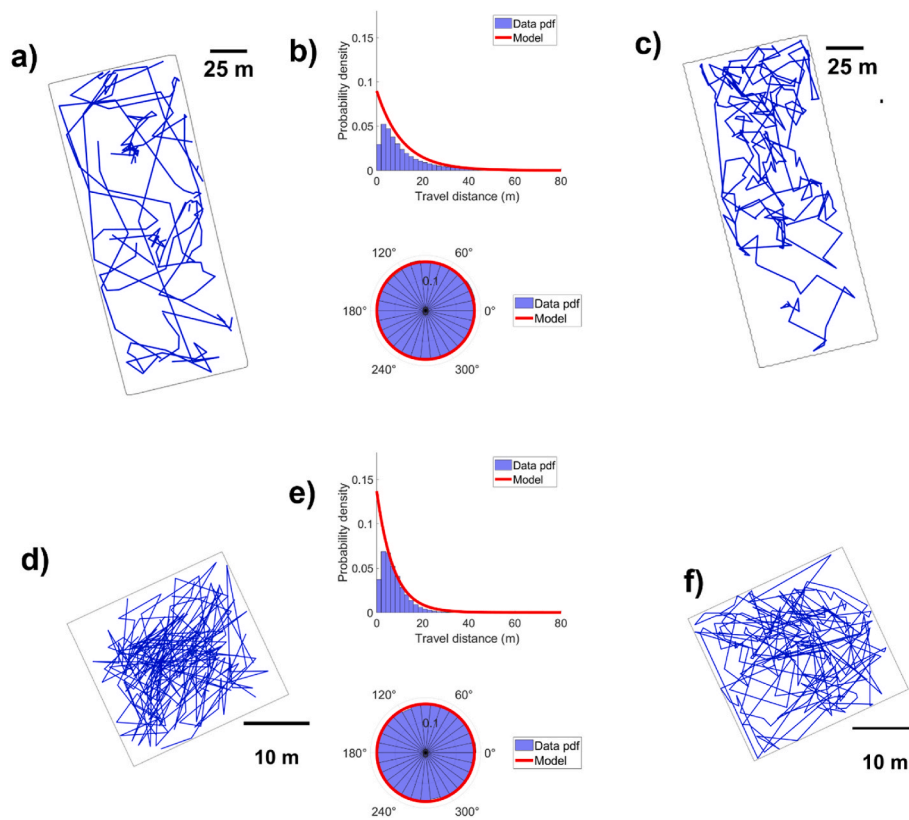 a)
25 m
b)
Data pdf
Model
Probability density
0.15
0.1
0.05
0
0 20 40 60 80
Travel distance (m)
c)
25 m
120° 60°
0.1
180° 0°
Data pdf
Model
240° 300°
d)
10 m
e)
Data pdf
Model
Probability density
0.15
0.1
0.05
0
0 20 40 60 80
Travel distance (m)
f)
10 m
120° 60°
0.1
180° 0°
Data pdf
Model
240° 300°